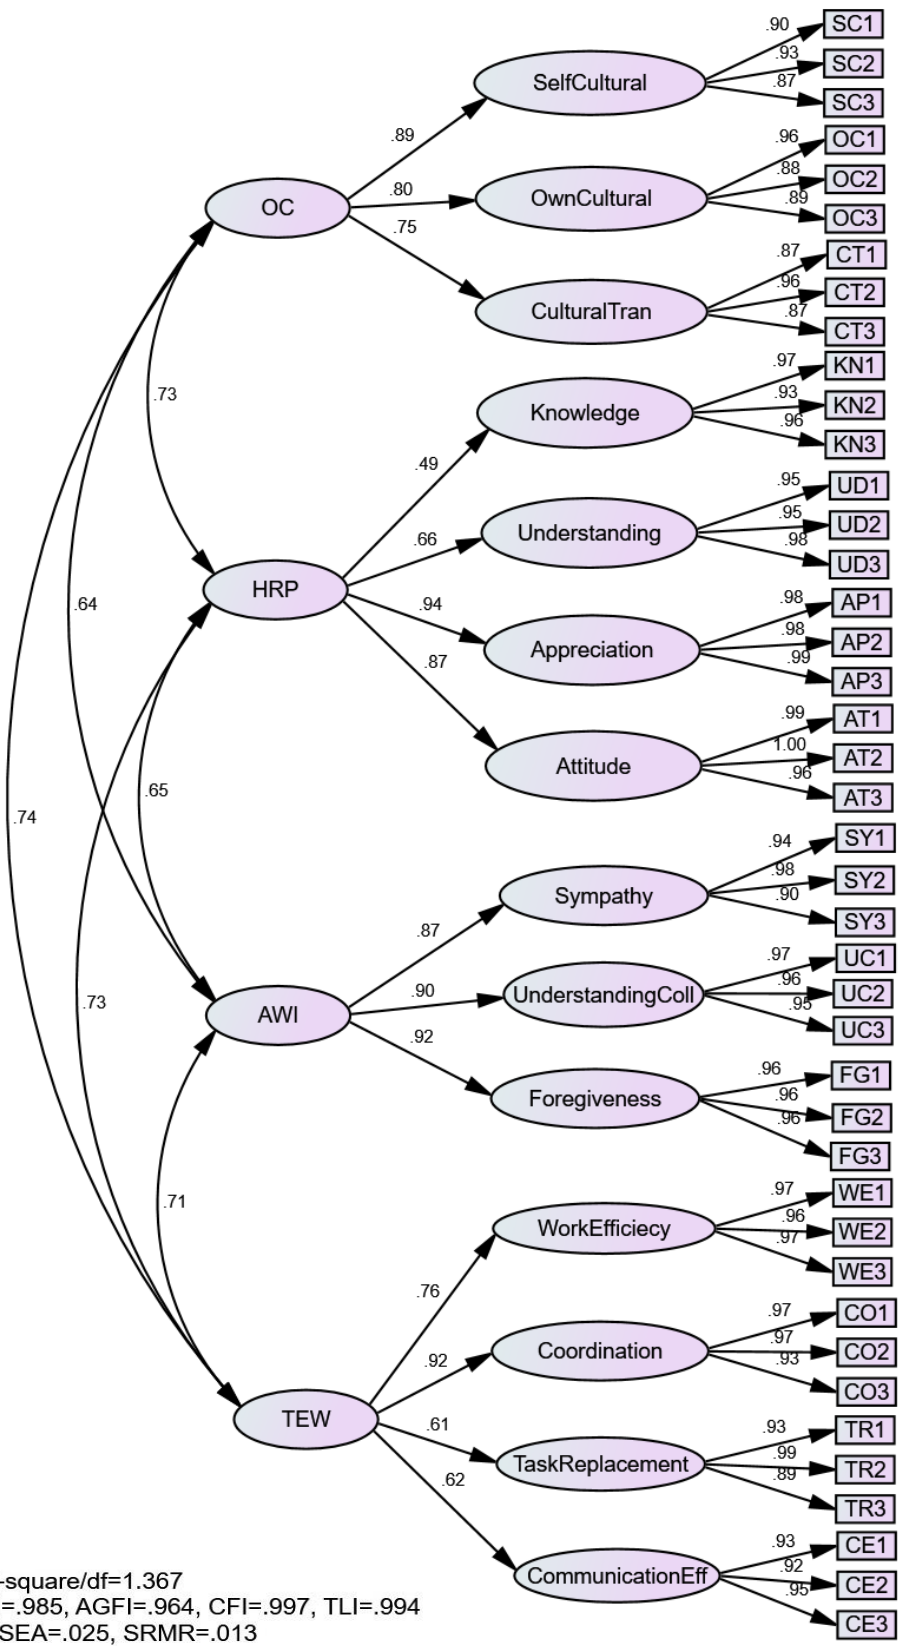 .90
SC1
SelfCultural
.93
SC2
.87
SC3
.89
.96
OC1
OC
.80
OwnCultural
.88
OC2
.89
OC3
.75
.87
CT1
CulturalTran
.96
CT2
.87
CT3
.73
.97
KN1
Knowledge
.93
KN2
.96
KN3
.49
.95
UD1
.66
Understanding
.95
UD2
.98
UD3
HRP
.64
.94
.98
AP1
Appreciation
.98
AP2
.99
AP3
.87
.99
AT1
Attitude
1.00
AT2
.96
AT3
.65
.74
.94
SY1
Sympathy
.98
SY2
.90
SY3
.87
.97
UC1
.90
UnderstandingColl
.96
UC2
.95
UC3
.73
AWI
.92
.96
FG1
Foregiveness
.96
FG2
.96
FG3
.71
.97
WE1
WorkEfficiecy
.96
WE2
.97
WE3
.76
.97
CO1
.92
Coordination
.97
CO2
.93
CO3
TEW
.61
.93
TR1
TaskReplacement
.99
TR2
.89
TR3
.62
.93
CE1
CommunicationEff
.92
CE2
.95
CE3
-square/df=1.367
=.985, AGFI=.964, CFI=.997, TLI=.994
SEA=.025, SRMR=.013